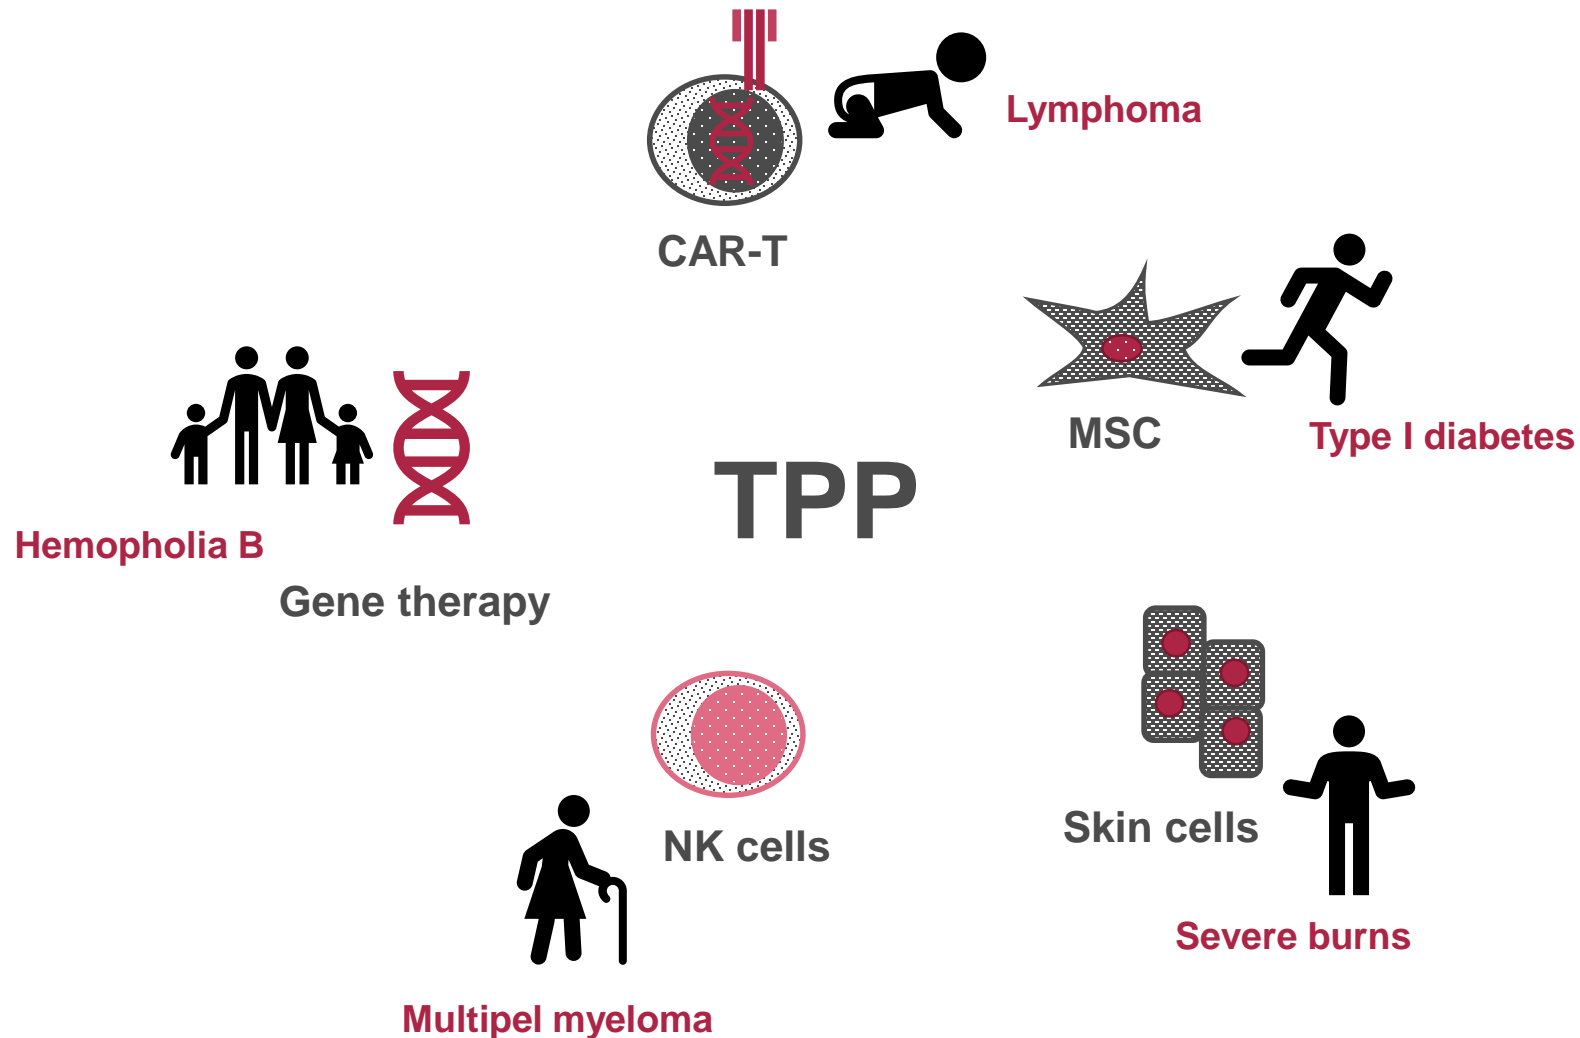 Lymphoma
CAR-T
MSC
Type I diabetes
TPP
Hemopholia B
Gene therapy
Skin cells
NK cells
Severe burns
Multipel myeloma